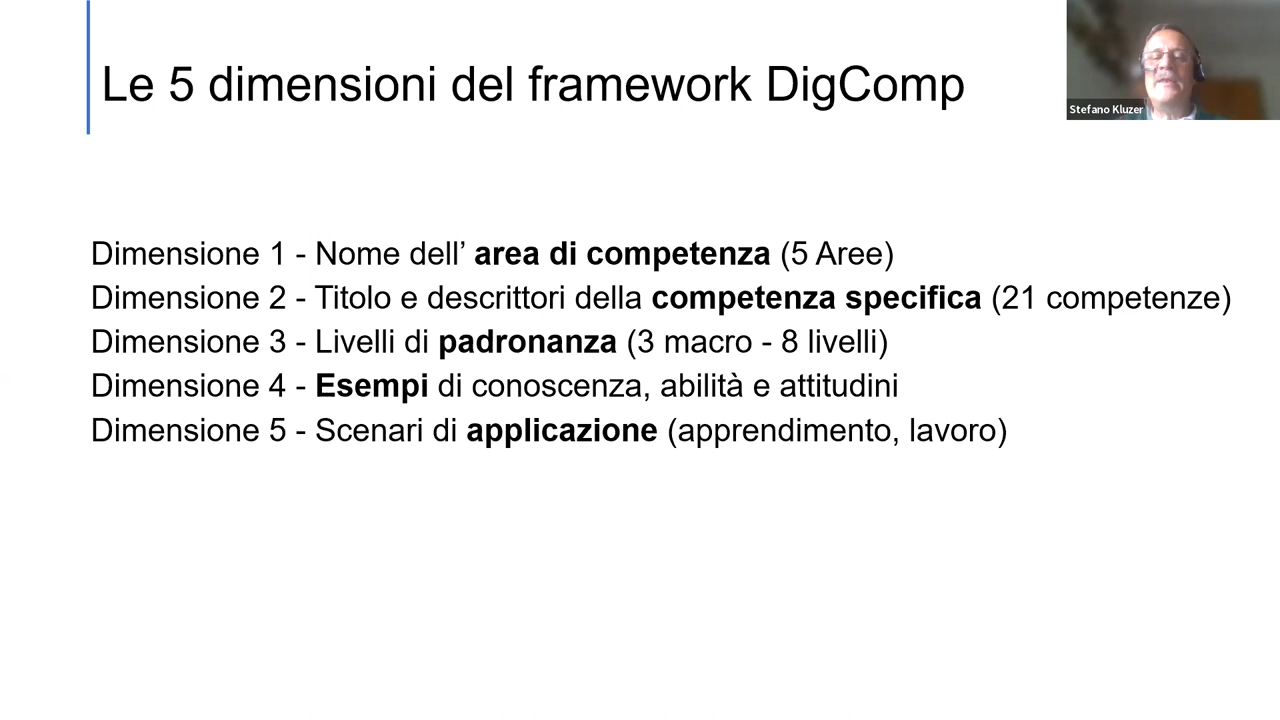 Le 5 dimensioni del framework DigComp
Stefano Kluzer
Dimensione 1 - Nome dell’ area di competenza (5 Aree)
Dimensione 2 - Titolo e descrittori della competenza specifica (21 competenze)
Dimensione 3 - Livelli di padronanza (3 macro - 8 livelli)
Dimensione 4 - Esempi di conoscenza, abilità e attitudini
Dimensione 5 - Scenari di applicazione (apprendimento, lavoro)